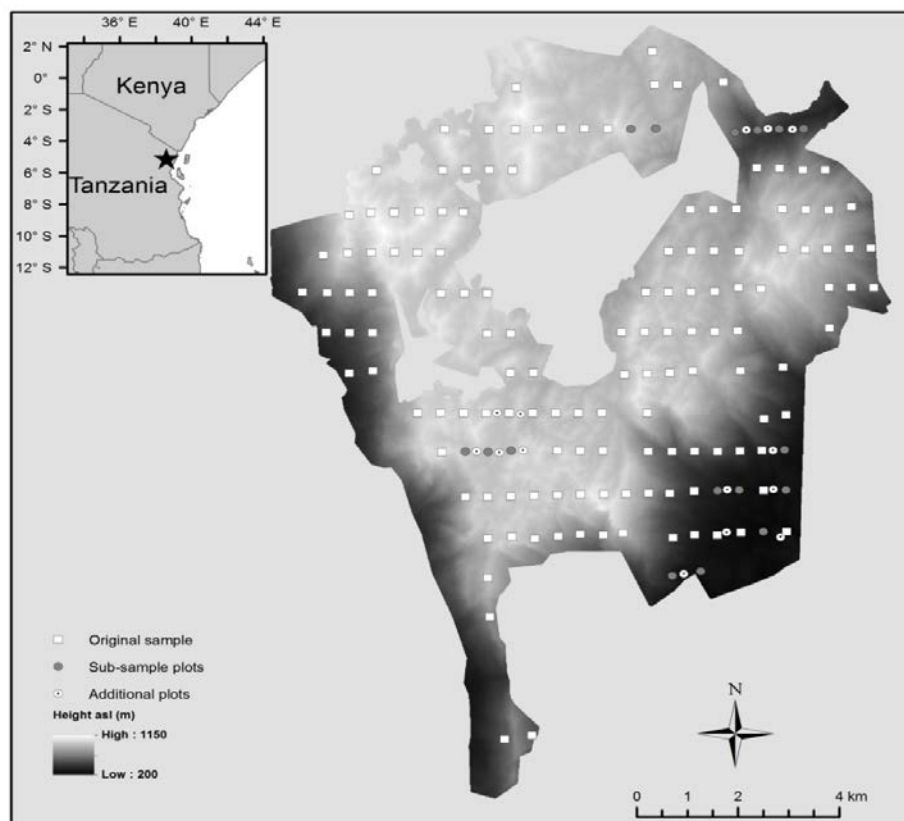 36° E 40° E 44° E
2° N
0°
2° S
4° S
6° S
8° S
10° S
12° S
Kenya
Tanzania
Original sample
Sub-sample plots
Additional plots
Height asl (m)
High : 1150
Low : 200
N
0 1 2 4 km